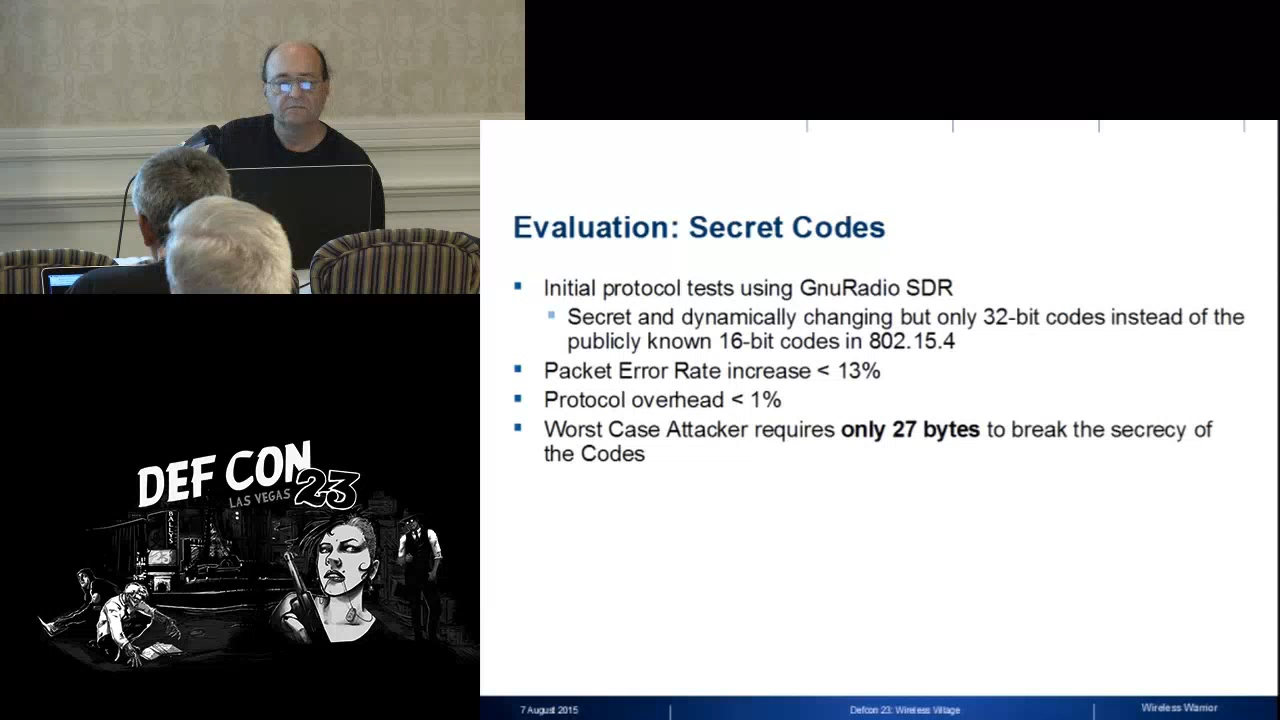 Evaluation: Secret Codes
Initial protocol tests using GnuRadio SDR
Secret and dynamically changing but only 32-bit codes instead of the
publicly known 16-bit codes in 802.15.4
Packet Error Rate increase < 13%
Protocol overhead < 1%
Worst Case Attacker requires only 27 bytes to break the secrecy of
the Codes
7 August 2015
Defcon 23: Wireless Village
Wireless Warrior
DEF CON
LAS VEGAS 23
BALLYS